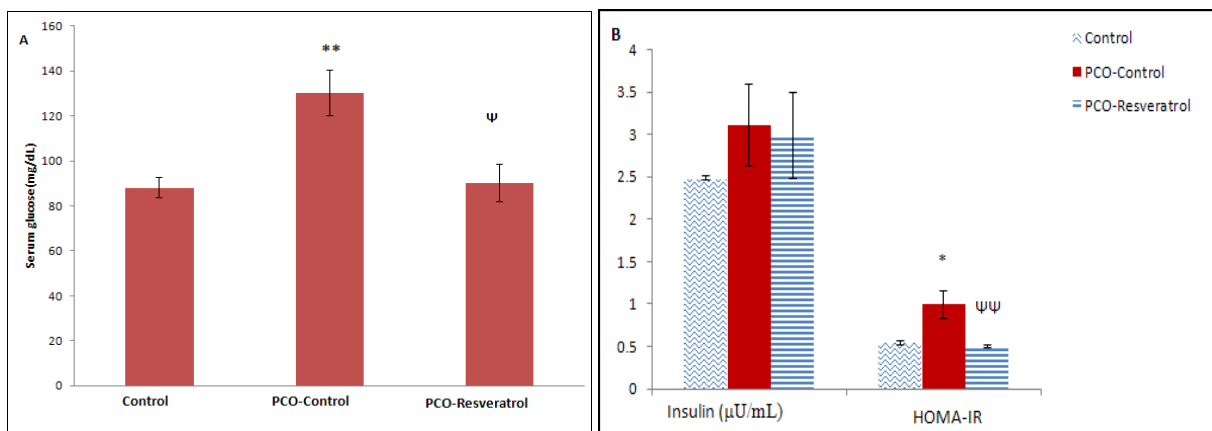 A
Serum glucose(mg/dL)
160
140
120
100
80
60
40
20
0
**
Ψ
Control
PCO-Control
PCO-Resveratrol
B
4
3.5
3
2.5
2
1.5
1
0.5
0
*
ΨΨ
Insulin (µU/mL)
HOMA-IR
Control
PCO-Control
PCO-Resveratrol